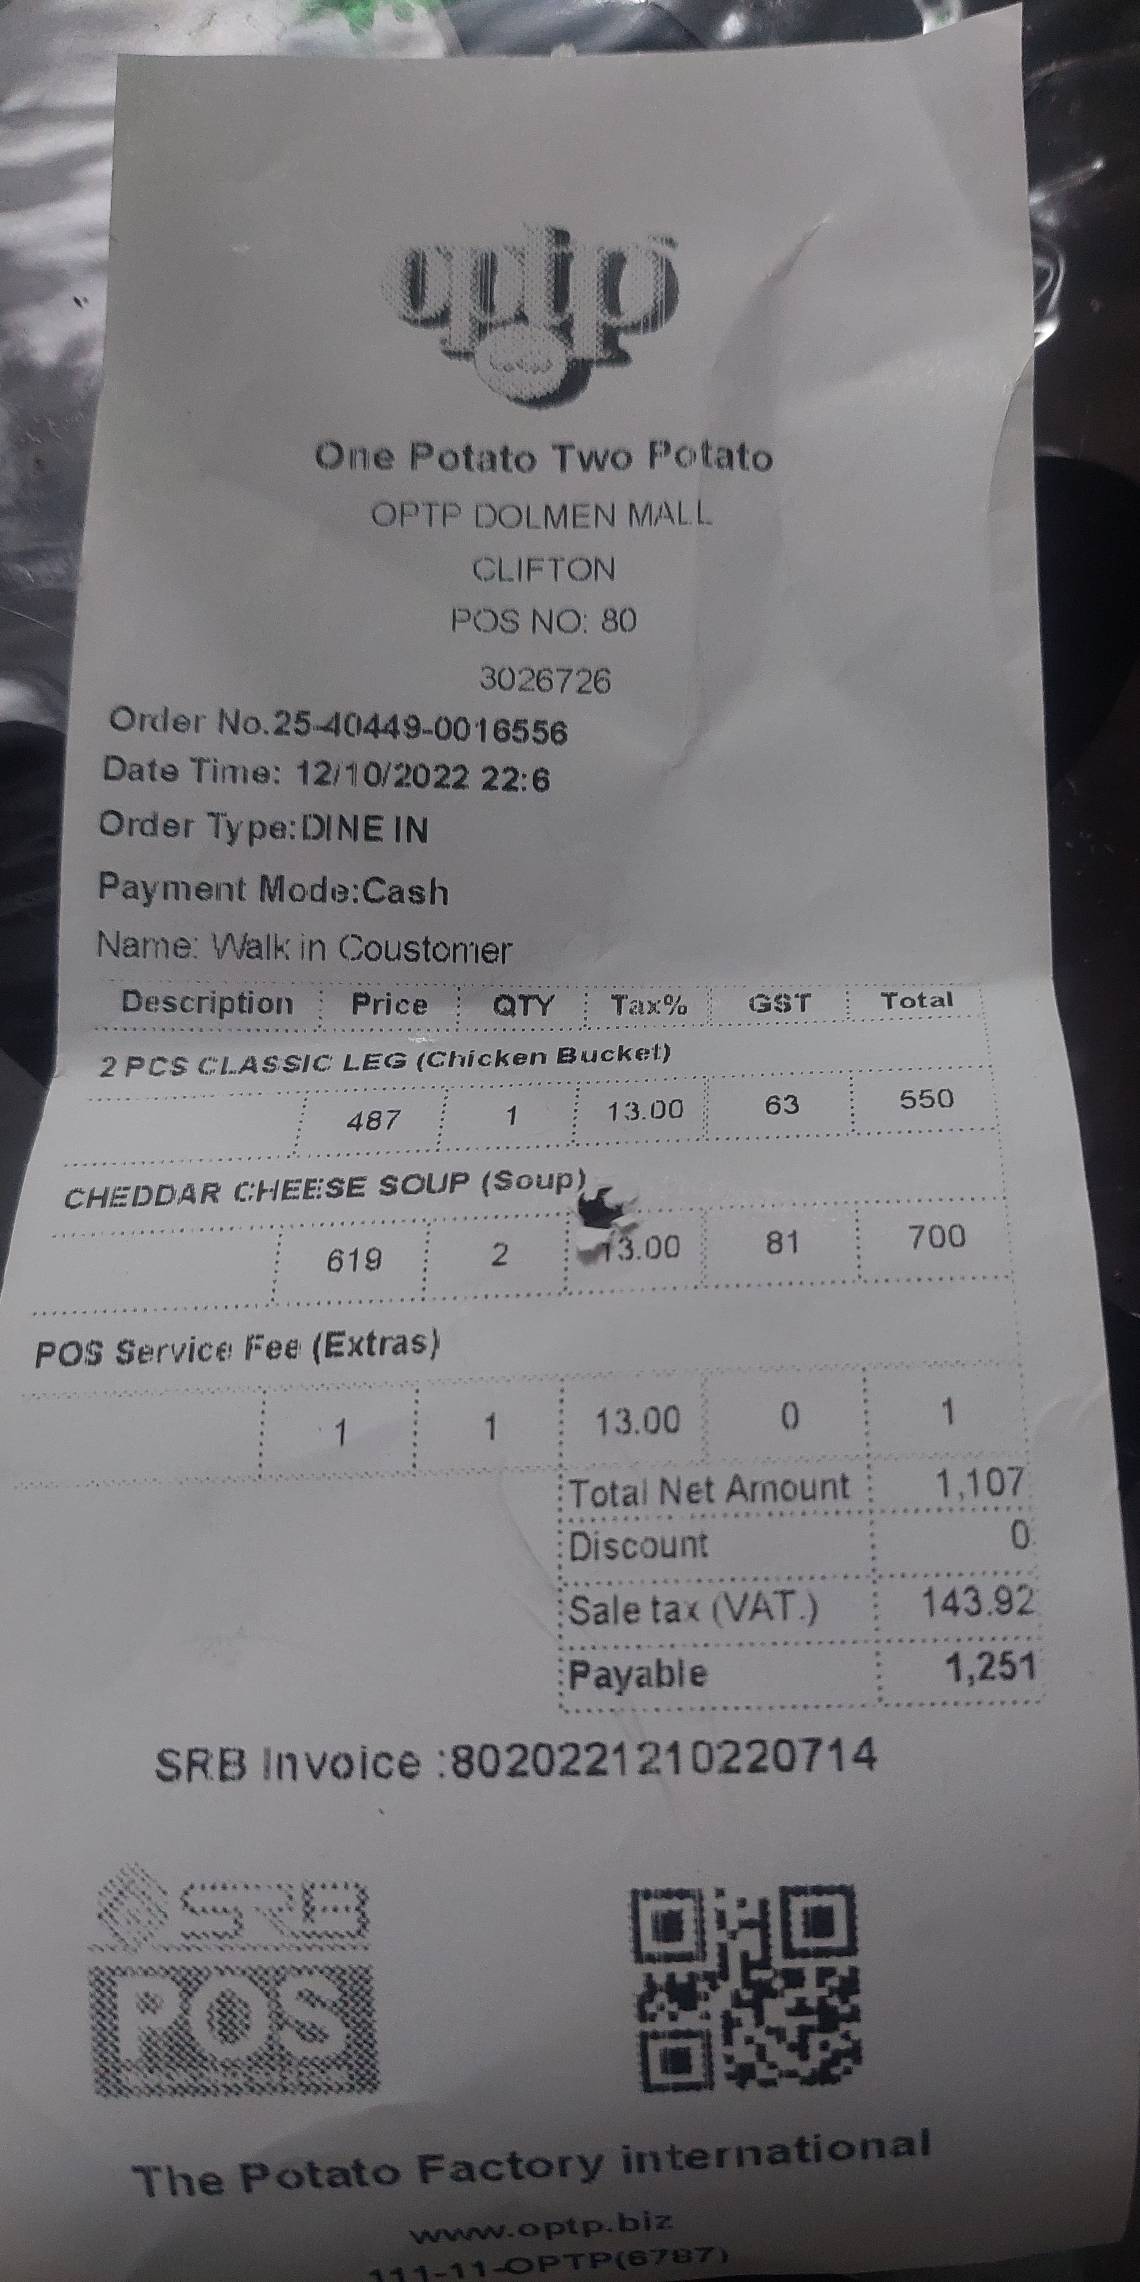 optp
One Potato Two Potato
OPTP DOLMEN MALL
CLIFTON
POS NO: 80
3026726
Order No.25-40449-0016556
Date Time: 12/10/2022 22:6
Order Type:DINE IN
Payment Mode:Cash
Name: Walk in Coustomer
Description Price QTY Tax% GST Total
2 PCS CLASSIC LEG (Chicken Bucket)
487 1 13.00 63 550
CHEDDAR CHEESE SOUP (Soup)
619 2 13.00 81 700
POS Service Fee (Extras)
1 1 13.00 0 1
Total Net Amount 1,107
Discount 0
Sale tax (VAT.) 143.92
Payable 1,251
SRB Invoice :8020221210220714
SRB
POS
The Potato Factory international
www.optp.biz
111-11-OPTP(6787)